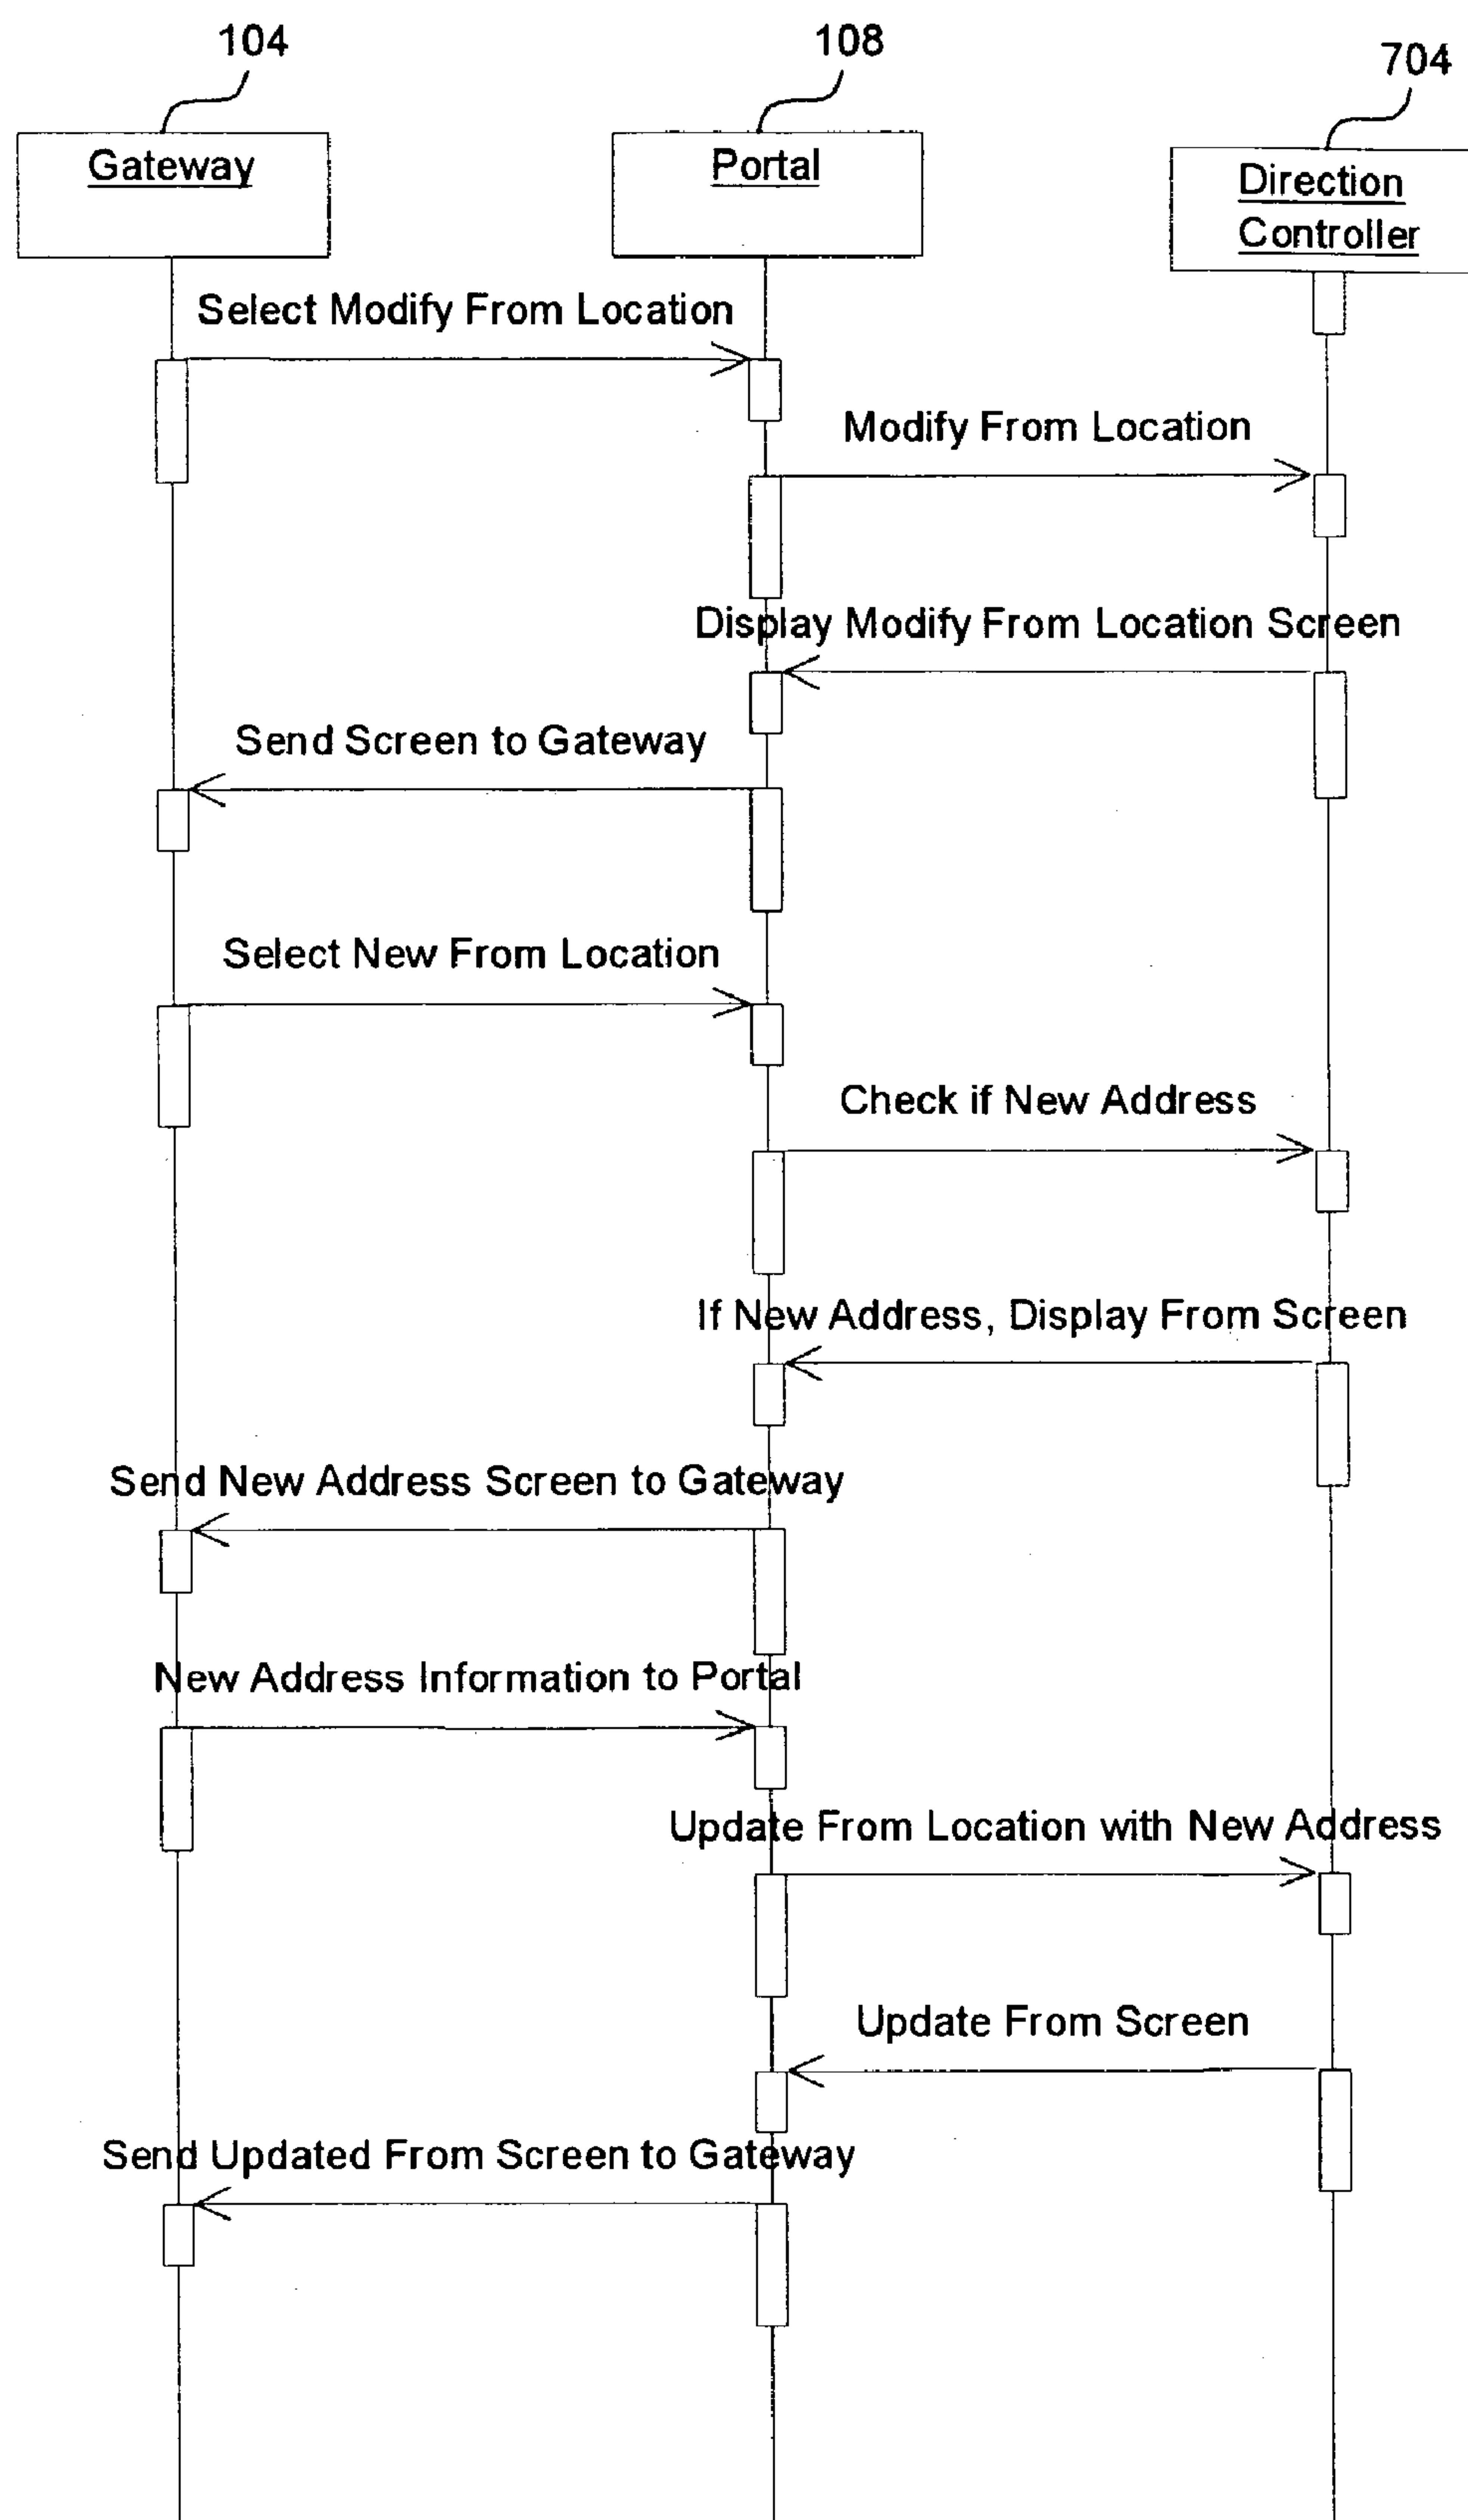 104
108
704
Gateway
Portal
Direction
Controller
Select Modify From Location
Modify From Location
Display Modify From Location Screen
Send Screen to Gateway
Select New From Location
Check if New Address
If New Address, Display From Screen
Send New Address Screen to Gateway
New Address Information to Portal
Update From Location with New Address
Update From Screen
Send Updated From Screen to Gateway